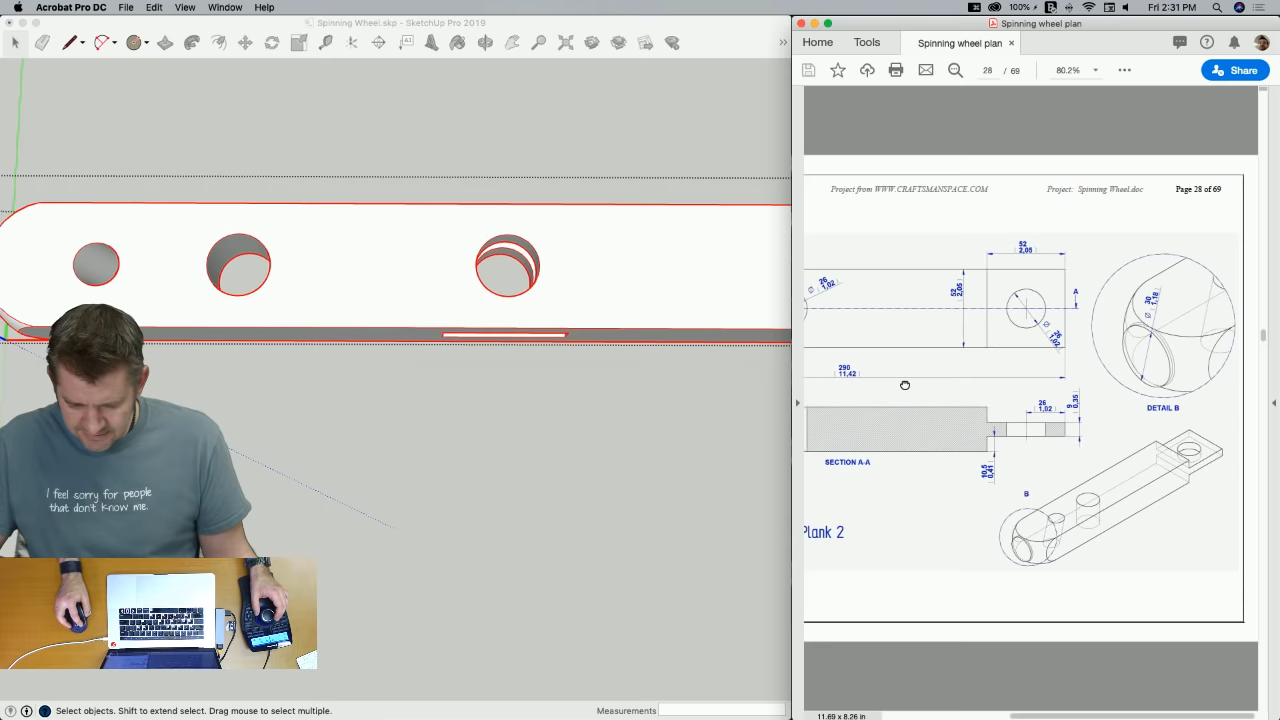 Acrobat Pro DC File Edit View Window Help
100% Fri 2:31 PM
Spinning Wheel.skp - SketchUp Pro 2019
Spinning wheel plan
Home Tools Spinning wheel plan ×
28 / 69 80.2% Share
Project from WWW.CRAFTSMANSPACE.COM Project: Spinning Wheel.doc Page 28 of 69
52
2,05
26
1,02
52
2,05
A
26
1,02
30
1,18
290
11,42
26
1,02
9
0,35
DETAIL B
SECTION A-A
10,5
0,41
B
Plank 2
I feel sorry for people
that don't know me.
Select objects. Shift to extend select. Drag mouse to select multiple.
Measurements
11.69 x 8.26 in